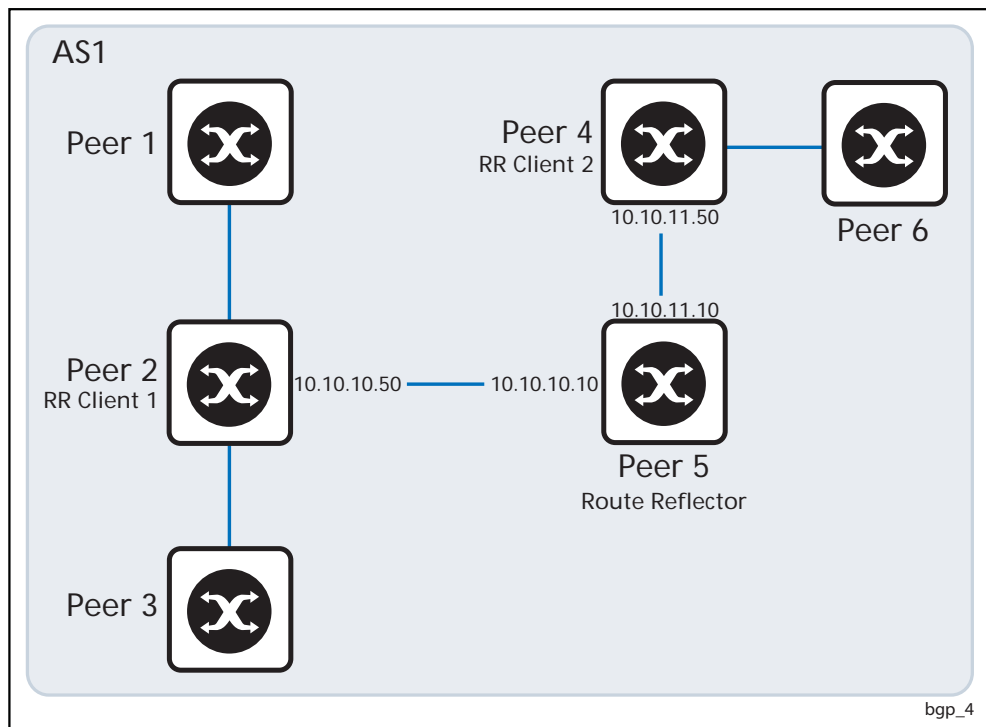 AS1
Peer 1
Peer 4
RR Client 2
10.10.11.50
Peer 6
10.10.11.10
Peer 2
RR Client 1
10.10.10.50
10.10.10.10
Peer 5
Route Reflector
Peer 3
bgp_4